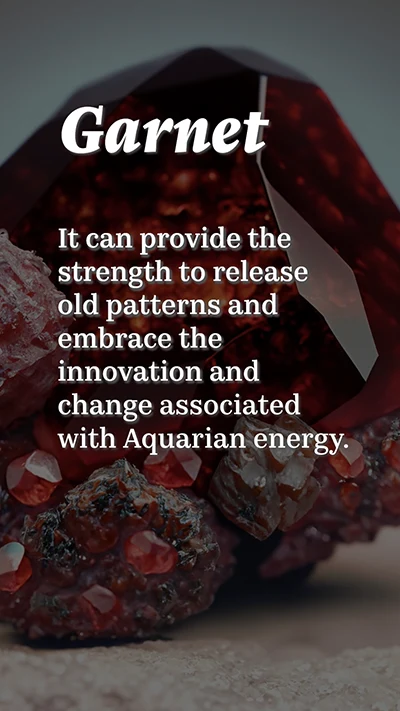 Garnet
It can provide the
strength to release
old patterns and
embrace the
innovation and
change associated
with Aquarian energy.